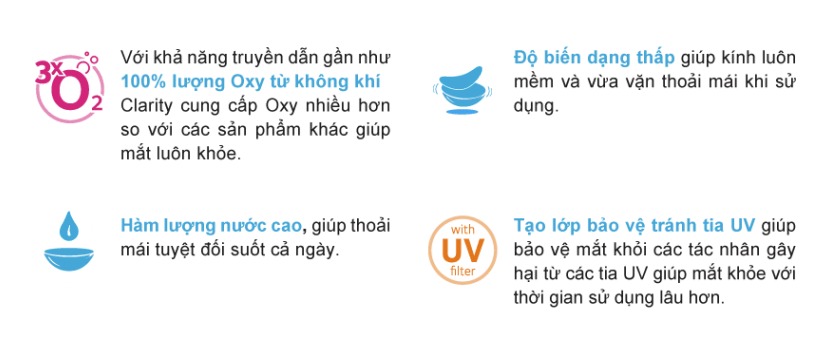 3x
O2
Với khả năng truyền dẫn gần như
100% lượng Oxy từ không khí
Clarity cung cấp Oxy nhiều hơn
so với các sản phẩm khác giúp
mắt luôn khỏe.
Độ biến dạng thấp giúp kính luôn
mềm và vừa vặn thoải mái khi sử
dụng.
Hàm lượng nước cao, giúp thoải
mái tuyệt đối suốt cả ngày.
with
UV
filter
Tạo lớp bảo vệ tránh tia UV giúp
bảo vệ mắt khỏi các tác nhân gây
hại từ các tia UV giúp mắt khỏe với
thời gian sử dụng lâu hơn.